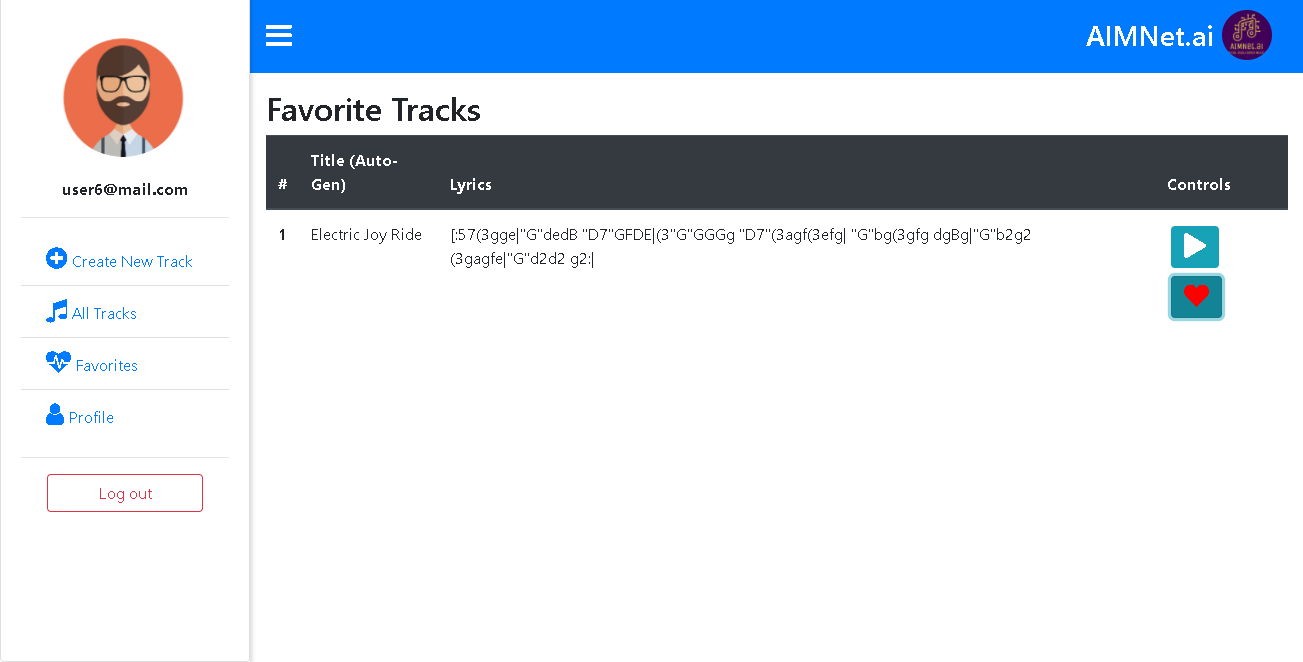 AIMNet.ai
AIMNet.ai
user6@mail.com
Create New Track
All Tracks
Favorites
Profile
Log out
Favorite Tracks
#
Title (Auto-
Gen)
Lyrics
Controls
1
Electric Joy Ride
[:57(3gge|"G"dedB "D7"GFDE|(3"G"GGGg "D7"(3agf(3efg| "G"bg(3gfg dgBg|"G"b2g2
(3gagfe|"G"d2d2 g2:|